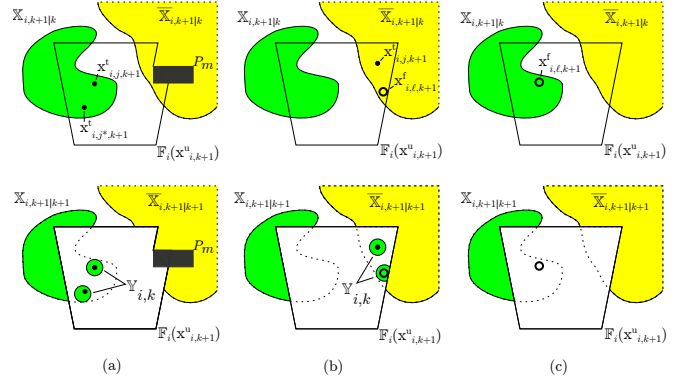 𝕏_{i,k+1|k} 𝕏̅_{i,k+1|k} 𝕏_{i,k+1|k} 𝕏̅_{i,k+1|k} 𝕏_{i,k+1|k} 𝕏̅_{i,k+1|k}
x^t_{i,j,k+1} P_m x^t_{i,j,k+1} x^f_{i,ℓ,k+1}
x^t_{i,j*,k+1} x^f_{i,ℓ,k+1}
𝔽_i(x^u_{i,k+1}) 𝔽_i(x^u_{i,k+1}) 𝔽_i(x^u_{i,k+1})
𝕏_{i,k+1|k+1} 𝕏̅_{i,k+1|k+1} 𝕏_{i,k+1|k+1} 𝕏̅_{i,k+1|k+1} 𝕏_{i,k+1|k+1} 𝕏̅_{i,k+1|k+1}
P_m
𝕐_{i,k} 𝕐_{i,k}
𝔽_i(x^u_{i,k+1}) 𝔽_i(x^u_{i,k+1}) 𝔽_i(x^u_{i,k+1})
(a) (b) (c)